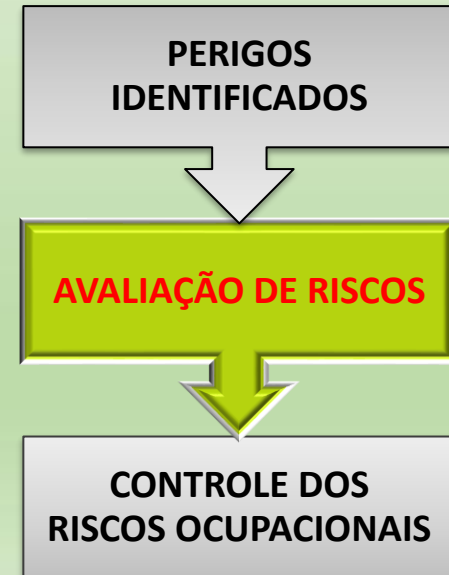 PERIGOS
IDENTIFICADOS
AVALIAÇÃO DE RISCOS
CONTROLE DOS
RISCOS OCUPACIONAIS